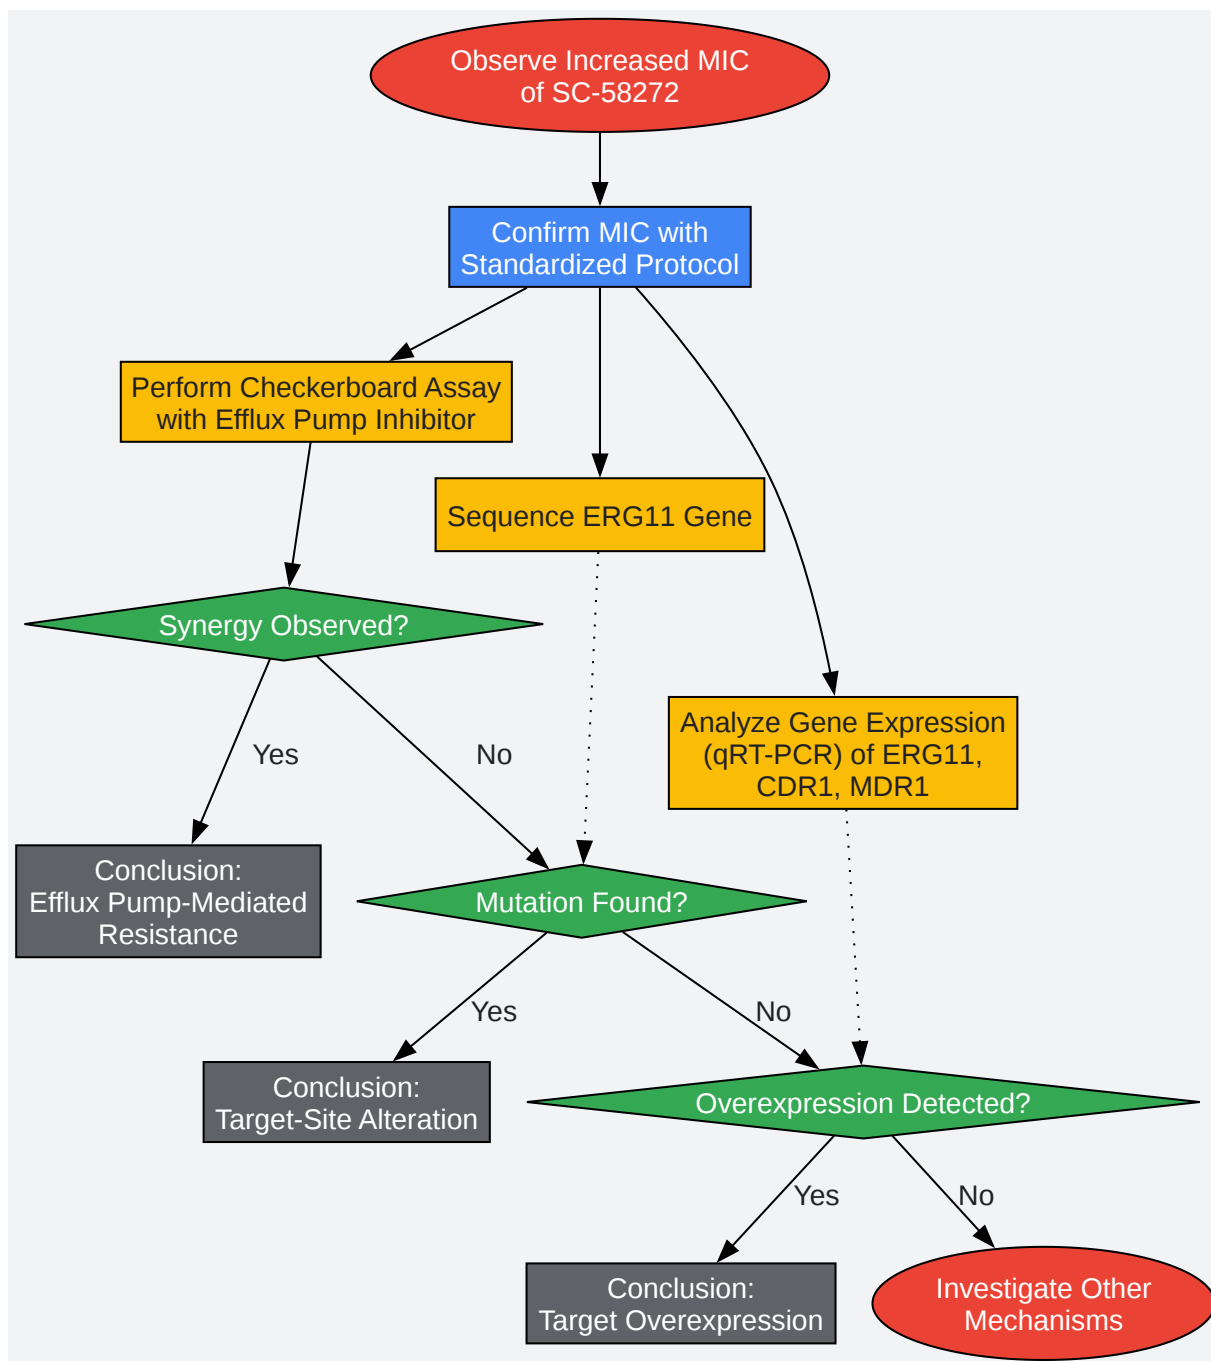 Observe Increased MIC
of SC-58272
Confirm MIC with
Standardized Protocol
Perform Checkerboard Assay
with Efflux Pump Inhibitor
Sequence ERG11 Gene
Synergy Observed?
Analyze Gene Expression
(qRT-PCR) of ERG11,
CDR1, MDR1
Yes
No
Conclusion:
Efflux Pump-Mediated
Resistance
Mutation Found?
Yes
No
Conclusion:
Target-Site Alteration
Overexpression Detected?
Yes
No
Conclusion:
Target Overexpression
Investigate Other
Mechanisms